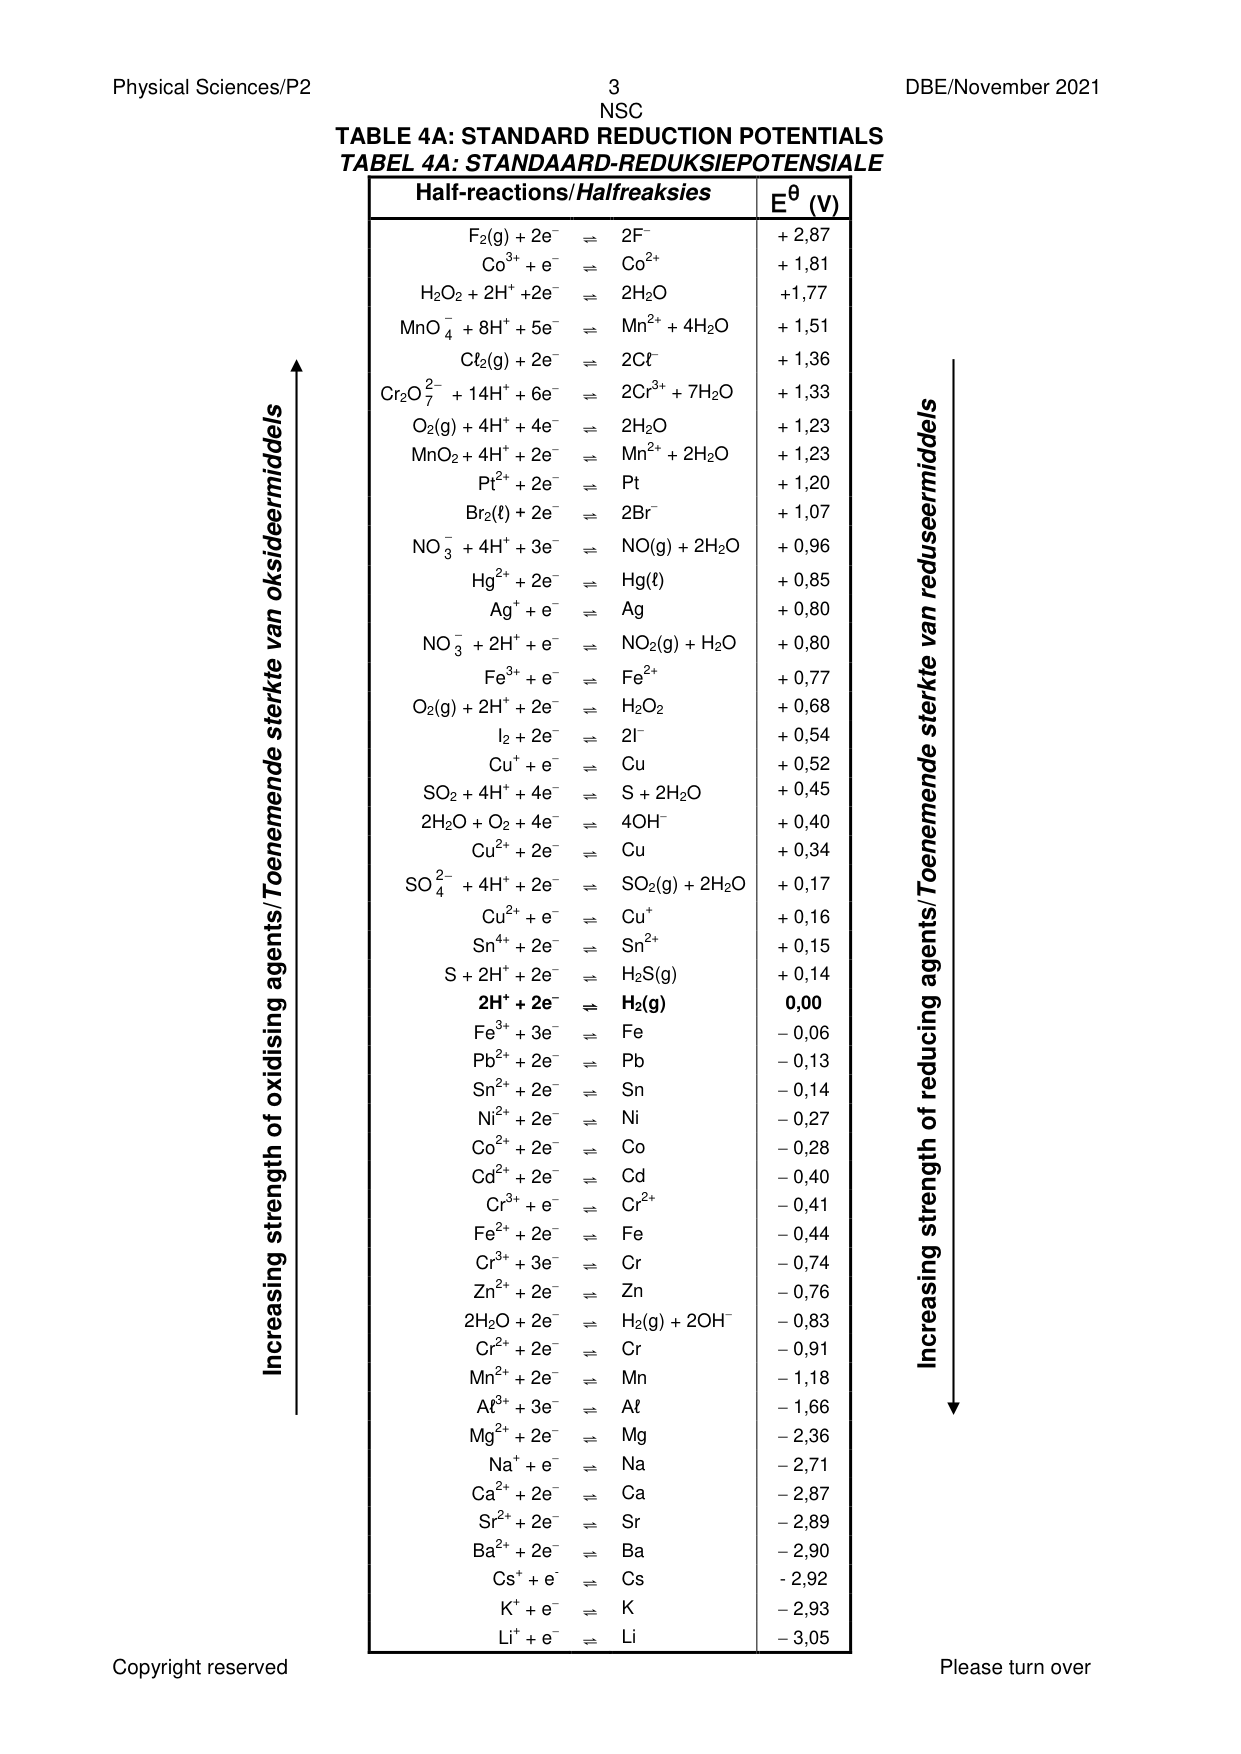 Physical Sciences/P2 3 DBE/November 2021
NSC
TABLE 4A: STANDARD REDUCTION POTENTIALS
TABEL 4A: STANDAARD-REDUKSIEPOTENSIALE
Half-reactions/Halfreaksies E^θ (V)
F₂(g) + 2e⁻ ⇌ 2F⁻ + 2,87
Co³⁺ + e⁻ ⇌ Co²⁺ + 1,81
H₂O₂ + 2H⁺ +2e⁻ ⇌ 2H₂O +1,77
MnO₄⁻ + 8H⁺ + 5e⁻ ⇌ Mn²⁺ + 4H₂O + 1,51
Cℓ₂(g) + 2e⁻ ⇌ 2Cℓ⁻ + 1,36
Cr₂O₇²⁻ + 14H⁺ + 6e⁻ ⇌ 2Cr³⁺ + 7H₂O + 1,33
O₂(g) + 4H⁺ + 4e⁻ ⇌ 2H₂O + 1,23
MnO₂ + 4H⁺ + 2e⁻ ⇌ Mn²⁺ + 2H₂O + 1,23
Pt²⁺ + 2e⁻ ⇌ Pt + 1,20
Br₂(ℓ) + 2e⁻ ⇌ 2Br⁻ + 1,07
NO₃⁻ + 4H⁺ + 3e⁻ ⇌ NO(g) + 2H₂O + 0,96
Hg²⁺ + 2e⁻ ⇌ Hg(ℓ) + 0,85
Ag⁺ + e⁻ ⇌ Ag + 0,80
NO₃⁻ + 2H⁺ + e⁻ ⇌ NO₂(g) + H₂O + 0,80
Fe³⁺ + e⁻ ⇌ Fe²⁺ + 0,77
O₂(g) + 2H⁺ + 2e⁻ ⇌ H₂O₂ + 0,68
I₂ + 2e⁻ ⇌ 2I⁻ + 0,54
Cu⁺ + e⁻ ⇌ Cu + 0,52
SO₂ + 4H⁺ + 4e⁻ ⇌ S + 2H₂O + 0,45
2H₂O + O₂ + 4e⁻ ⇌ 4OH⁻ + 0,40
Cu²⁺ + 2e⁻ ⇌ Cu + 0,34
SO₄²⁻ + 4H⁺ + 2e⁻ ⇌ SO₂(g) + 2H₂O + 0,17
Cu²⁺ + e⁻ ⇌ Cu⁺ + 0,16
Sn⁴⁺ + 2e⁻ ⇌ Sn²⁺ + 0,15
S + 2H⁺ + 2e⁻ ⇌ H₂S(g) + 0,14
2H⁺ + 2e⁻ ⇌ H₂(g) 0,00
Fe³⁺ + 3e⁻ ⇌ Fe − 0,06
Pb²⁺ + 2e⁻ ⇌ Pb − 0,13
Sn²⁺ + 2e⁻ ⇌ Sn − 0,14
Ni²⁺ + 2e⁻ ⇌ Ni − 0,27
Co²⁺ + 2e⁻ ⇌ Co − 0,28
Cd²⁺ + 2e⁻ ⇌ Cd − 0,40
Cr³⁺ + e⁻ ⇌ Cr²⁺ − 0,41
Fe²⁺ + 2e⁻ ⇌ Fe − 0,44
Cr³⁺ + 3e⁻ ⇌ Cr − 0,74
Zn²⁺ + 2e⁻ ⇌ Zn − 0,76
2H₂O + 2e⁻ ⇌ H₂(g) + 2OH⁻ − 0,83
Cr²⁺ + 2e⁻ ⇌ Cr − 0,91
Mn²⁺ + 2e⁻ ⇌ Mn − 1,18
Aℓ³⁺ + 3e⁻ ⇌ Aℓ − 1,66
Mg²⁺ + 2e⁻ ⇌ Mg − 2,36
Na⁺ + e⁻ ⇌ Na − 2,71
Ca²⁺ + 2e⁻ ⇌ Ca − 2,87
Sr²⁺ + 2e⁻ ⇌ Sr − 2,89
Ba²⁺ + 2e⁻ ⇌ Ba − 2,90
Cs⁺ + e⁻ ⇌ Cs - 2,92
K⁺ + e⁻ ⇌ K − 2,93
Li⁺ + e⁻ ⇌ Li − 3,05
Increasing strength of oxidising agents/Toenemende sterkte van oksideermiddels
Increasing strength of reducing agents/Toenemende sterkte van reduseermiddels
Copyright reserved Please turn over